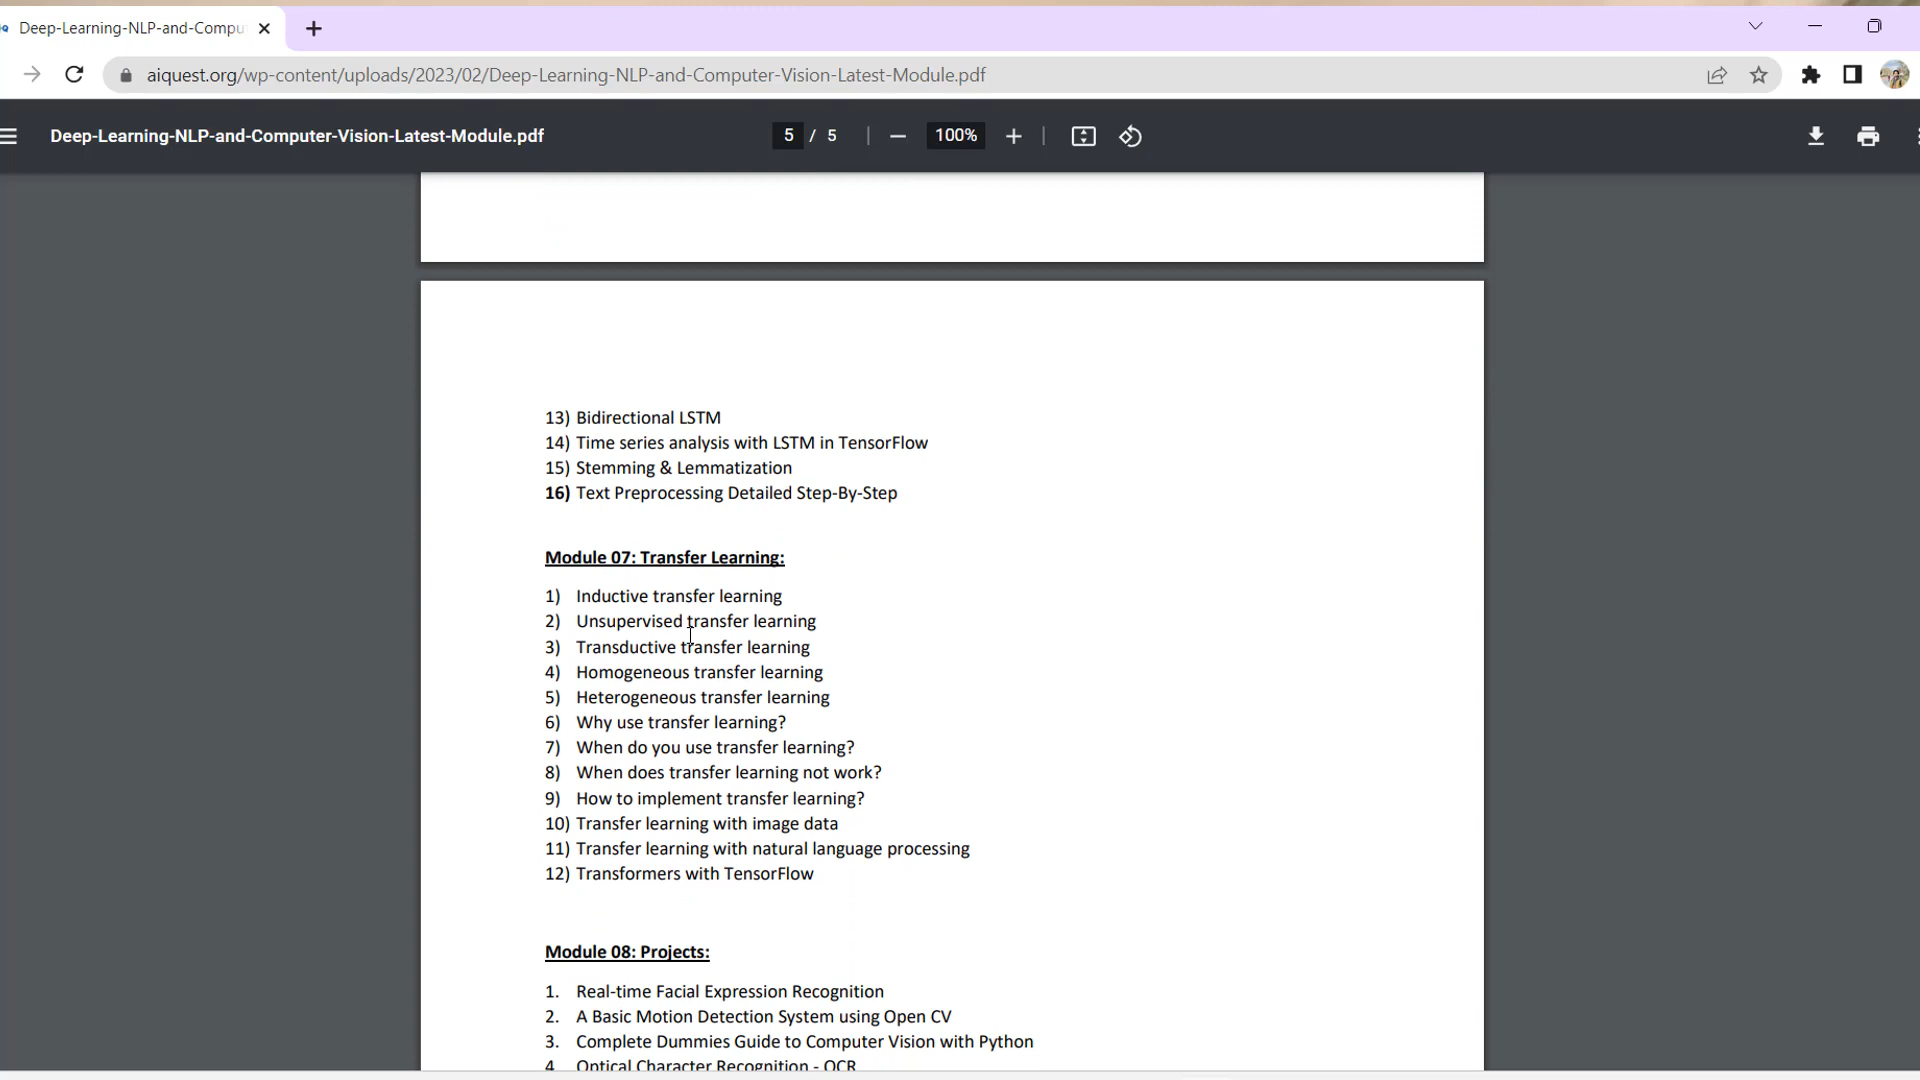 Deep-Learning-NLP-and-Compu
aiquest.org/wp-content/uploads/2023/02/Deep-Learning-NLP-and-Computer-Vision-Latest-Module.pdf
Deep-Learning-NLP-and-Computer-Vision-Latest-Module.pdf 5 / 5 100%
13) Bidirectional LSTM
14) Time series analysis with LSTM in TensorFlow
15) Stemming & Lemmatization
16) Text Preprocessing Detailed Step-By-Step
Module 07: Transfer Learning:
1) Inductive transfer learning
2) Unsupervised transfer learning
3) Transductive transfer learning
4) Homogeneous transfer learning
5) Heterogeneous transfer learning
6) Why use transfer learning?
7) When do you use transfer learning?
8) When does transfer learning not work?
9) How to implement transfer learning?
10) Transfer learning with image data
11) Transfer learning with natural language processing
12) Transformers with TensorFlow
Module 08: Projects:
1. Real-time Facial Expression Recognition
2. A Basic Motion Detection System using Open CV
3. Complete Dummies Guide to Computer Vision with Python
4. Optical Character Recognition - OCR